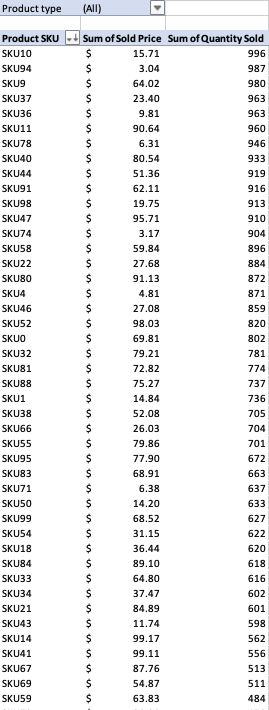 Product type (All)
Product SKU Sum of Sold Price Sum of Quantity Sold
SKU10 $ 15.71 996
SKU94 $ 3.04 987
SKU9 $ 64.02 980
SKU37 $ 23.40 963
SKU36 $ 9.81 963
SKU11 $ 90.64 960
SKU78 $ 6.31 946
SKU40 $ 80.54 933
SKU44 $ 51.36 919
SKU91 $ 62.11 916
SKU98 $ 19.75 913
SKU47 $ 95.71 910
SKU74 $ 3.17 904
SKU58 $ 59.84 896
SKU22 $ 27.68 884
SKU80 $ 91.13 872
SKU4 $ 4.81 871
SKU46 $ 27.08 859
SKU52 $ 98.03 820
SKU0 $ 69.81 802
SKU32 $ 79.21 781
SKU81 $ 72.82 774
SKU88 $ 75.27 737
SKU1 $ 14.84 736
SKU38 $ 52.08 705
SKU66 $ 26.03 704
SKU55 $ 79.86 701
SKU95 $ 77.90 672
SKU83 $ 68.91 663
SKU71 $ 6.38 637
SKU50 $ 14.20 633
SKU99 $ 68.52 627
SKU54 $ 31.15 622
SKU18 $ 36.44 620
SKU84 $ 89.10 618
SKU33 $ 64.80 616
SKU34 $ 37.47 602
SKU21 $ 84.89 601
SKU43 $ 11.74 598
SKU14 $ 99.17 562
SKU41 $ 99.11 556
SKU67 $ 87.76 513
SKU69 $ 54.87 511
SKU59 $ 63.83 484